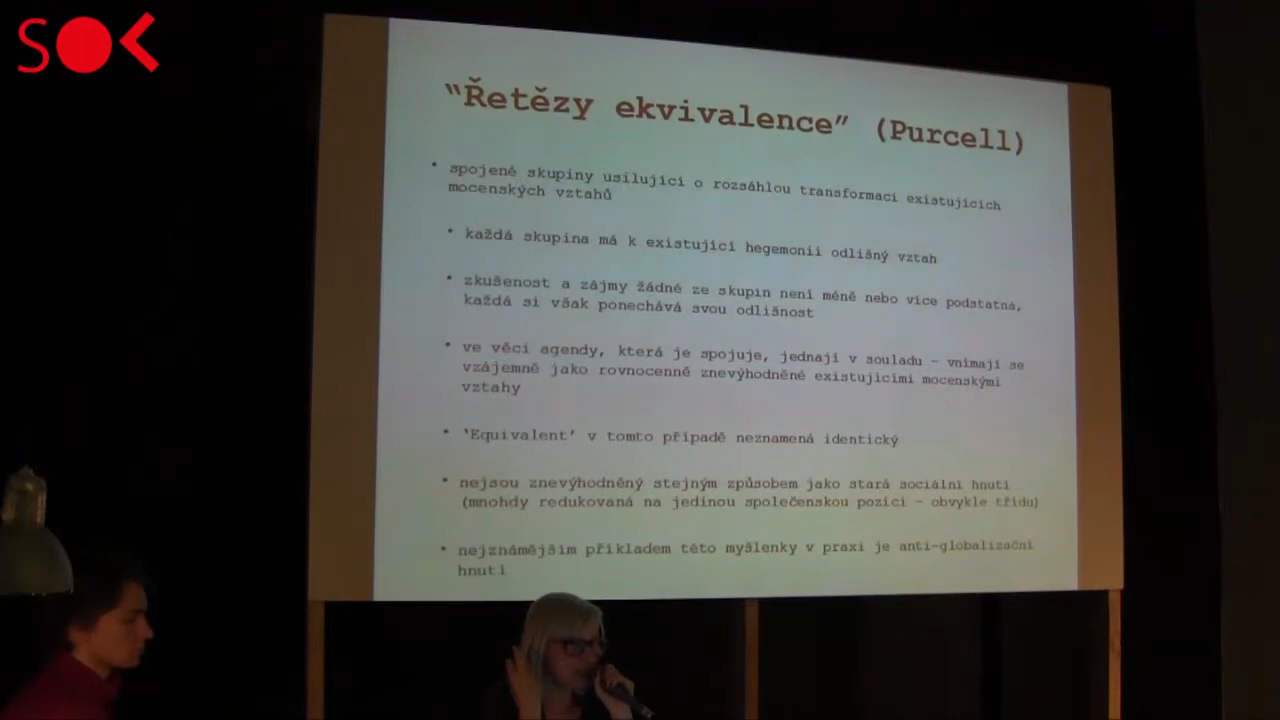 SOK
“Řetězy ekvivalence” (Purcell)
• spojené skupiny usilující o rozsáhlou transformaci existujících
mocenských vztahů
• každá skupina má k existující hegemonii odlišný vztah
• zkušenost a zájmy žádné ze skupin není méně nebo více podstatná,
každá si však ponechává svou odlišnost
• ve věci agendy, která je spojuje, jednají v souladu – vnímají se
vzájemně jako rovnocenně znevýhodněné existujícími mocenskými
vztahy
• ‘Equivalent’ v tomto případě neznamená identický
• nejsou znevýhodněný stejným způsobem jako stará sociální hnutí
(mnohdy redukovaná na jedinou společenskou pozici – obvykle třídu)
• nejznámějším příkladem této myšlenky v praxi je anti-globalizační
hnutí